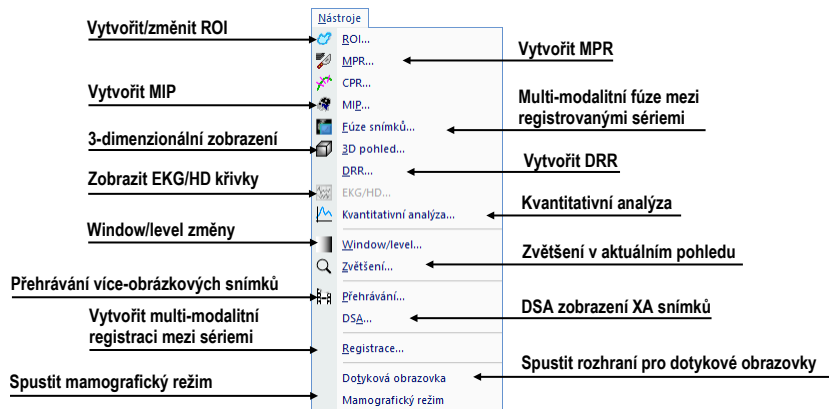 Nástroje
Vytvořit/změnit ROI
ROI...
MPR...
Vytvořit MPR
CPR...
Vytvořit MIP
MIP...
Multi-modalitní fúze mezi
registrovanými sériemi
Fúze snímků...
3-dimenzionální zobrazení
3D pohled...
Vytvořit DRR
DRR...
Zobrazit EKG/HD křivky
EKG/HD...
Kvantitativní analýza
Kvantitativní analýza...
Window/level změny
Window/level...
Zvětšení v aktuálním pohledu
Zvětšení...
Přehrávání více-obrázkových snímků
Přehrávání...
DSA zobrazení XA snímků
DSA...
Vytvořit multi-modalitní
registraci mezi sériemi
Registrace...
Spustit rozhraní pro dotykové obrazovky
Dotyková obrazovka
Spustit mamografický režim
Mamografický režim